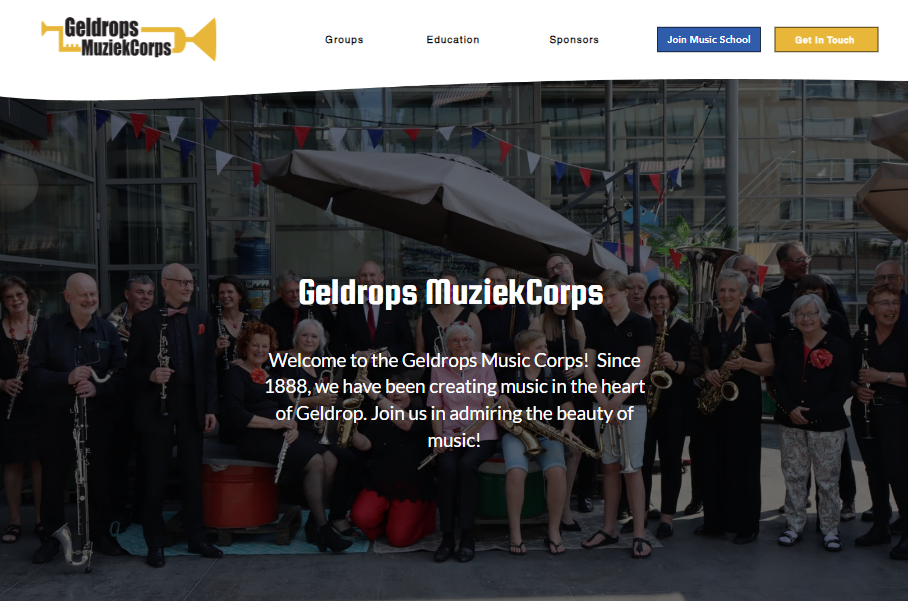 Geldrops
MuziekCorps
Groups Education Sponsors Join Music School Get In Touch
Geldrops MuziekCorps
Welcome to the Geldrops Music Corps! Since
1888, we have been creating music in the heart
of Geldrop. Join us in admiring the beauty of
music!